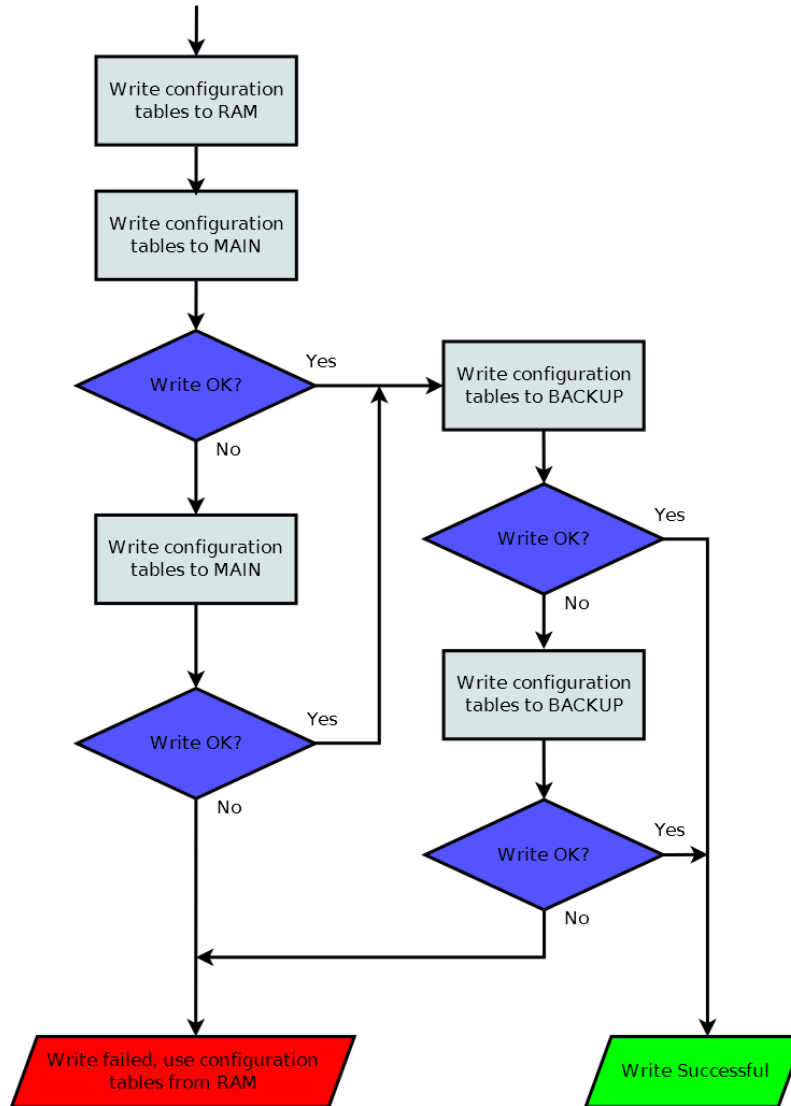 Write configuration
tables to RAM
Write configuration
tables to MAIN
Write OK?
Yes
No
Write configuration
tables to MAIN
Write OK?
Yes
No
Write configuration
tables to BACKUP
Write OK?
Yes
No
Write configuration
tables to BACKUP
Write OK?
Yes
No
Write failed, use configuration
tables from RAM
Write Successful